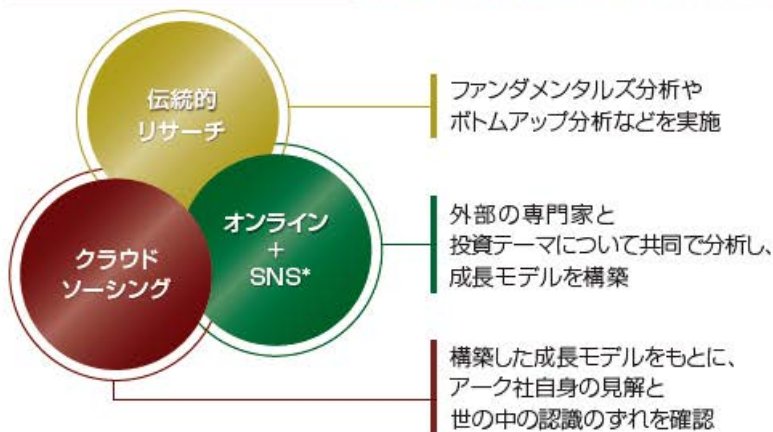 伝統的
リサーチ
ファンダメンタルズ分析や
ボトムアップ分析などを実施
オンライン
+
SNS*
外部の専門家と
投資テーマについて共同で分析し、
成長モデルを構築
クラウド
ソーシング
構築した成長モデルをもとに、
アーク社自身の見解と
世の中の認識のずれを確認